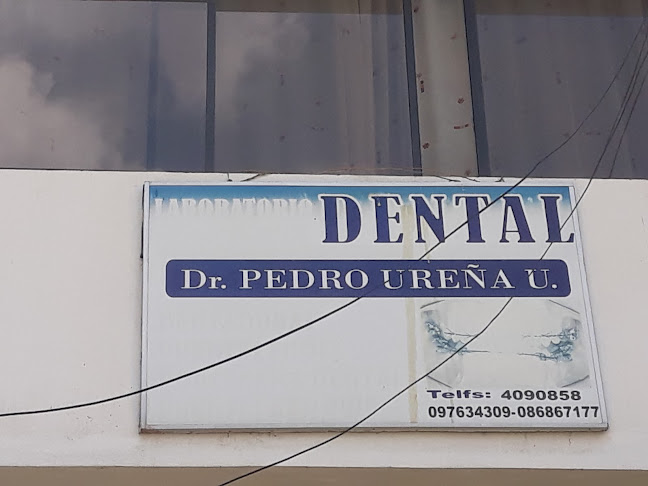 LABORATORIO DENTAL
Dr. PEDRO UREÑA U.
Telfs: 4090858
097634309-086867177